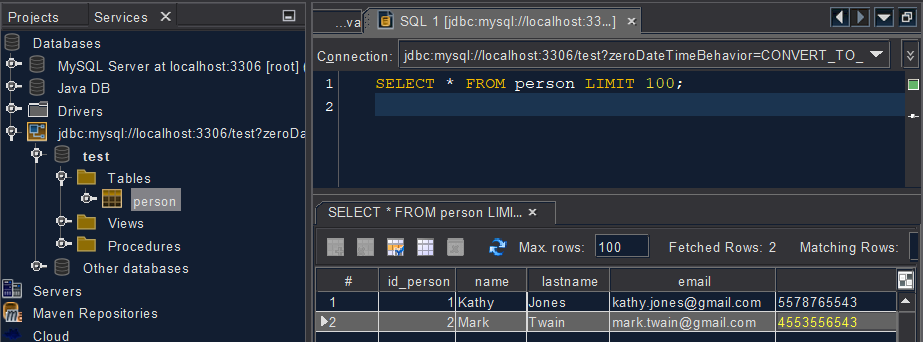 Projects
Services ×
Databases
MySQL Server at localhost:3306 [root] (
Java DB
Drivers
jdbc:mysql://localhost:3306/test?zeroDa
test
Tables
person
Views
Procedures
Other databases
Servers
Maven Repositories
Cloud
...va
SQL 1 [jdbc:mysql://localhost:33...] ×
Connection: jdbc:mysql://localhost:3306/test?zeroDateTimeBehavior=CONVERT_TO_
1 SELECT * FROM person LIMIT 100;
2
SELECT * FROM person LIMI... ×
Max. rows: 100 Fetched Rows: 2 Matching Rows:
# id_person name lastname email
1 1 Kathy Jones kathy.jones@gmail.com 5578765543
2 2 Mark Twain mark.twain@gmail.com 4553556543